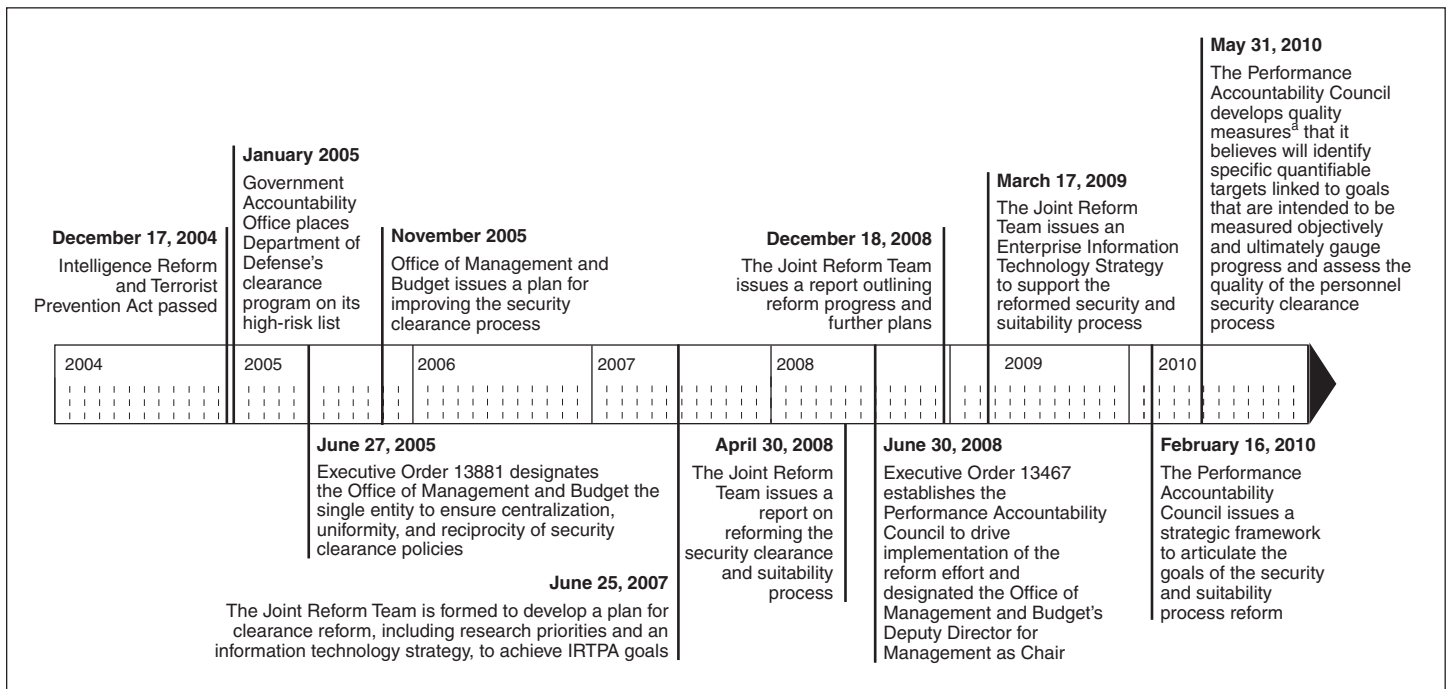 December 17, 2004
Intelligence Reform
and Terrorist
Prevention Act passed
January 2005
Government
Accountability
Office places
Department of
Defense's
clearance
program on its
high-risk list
November 2005
Office of Management and
Budget issues a plan for
improving the security
clearance process
December 18, 2008
The Joint Reform Team
issues a report outlining
reform progress and
further plans
March 17, 2009
The Joint Reform
Team issues an
Enterprise Information
Technology Strategy
to support the
reformed security and
suitability process
May 31, 2010
The Performance
Accountability Council
develops quality
measuresa that it
believes will identify
specific quantifiable
targets linked to goals
that are intended to be
measured objectively
and ultimately gauge
progress and assess the
quality of the personnel
security clearance
process
2004 2005 2006 2007 2008 2009 2010
June 27, 2005
Executive Order 13881 designates
the Office of Management and Budget the
single entity to ensure centralization,
uniformity, and reciprocity of security
clearance policies
June 25, 2007
The Joint Reform Team is formed to develop a plan for
clearance reform, including research priorities and an
information technology strategy, to achieve IRTPA goals
April 30, 2008
The Joint Reform
Team issues a
report on
reforming the
security clearance
and suitability
process
June 30, 2008
Executive Order 13467
establishes the
Performance Accountability
Council to drive
implementation of the
reform effort and
designated the Office of
Management and Budget's
Deputy Director for
Management as Chair
February 16, 2010
The Performance
Accountability
Council issues a
strategic framework
to articulate the
goals of the security
and suitability
process reform